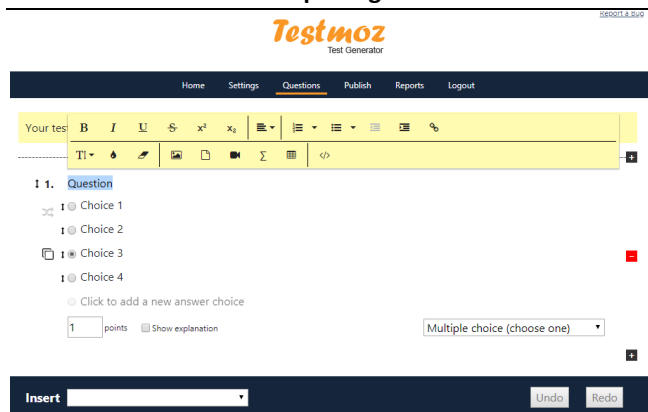 Report a Bug
Testmoz
Test Generator
Home Settings Questions Publish Reports Logout
Your tes
B I U S x² x₂
TI Σ </>
1. Question
Choice 1
Choice 2
Choice 3
Choice 4
Click to add a new answer choice
1 points Show explanation Multiple choice (choose one)
Insert Undo Redo